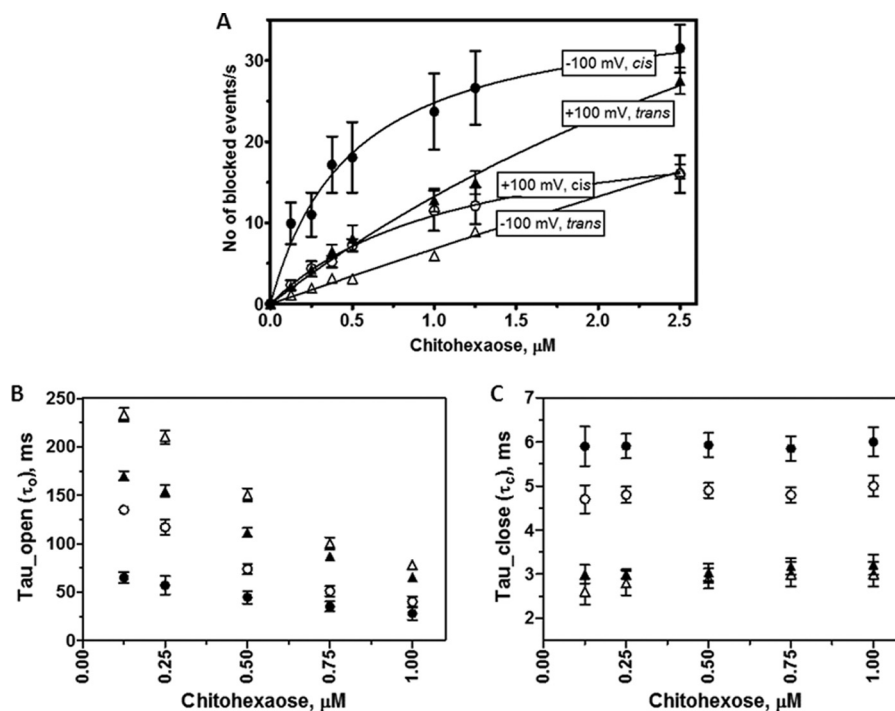 A
No of blocked events/s
30
20
10
0
-100 mV, cis
+100 mV, trans
+100 mV, cis
-100 mV, trans
0.0 0.5 1.0 1.5 2.0 2.5
Chitohexaose, µM
B
Tau_open (τo), ms
250
200
150
100
50
0
0.00 0.25 0.50 0.75 1.00
Chitohexaose, µM
C
Tau_close (τc), ms
7
6
5
4
3
2
0.00 0.25 0.50 0.75 1.00
Chitohexose, µM